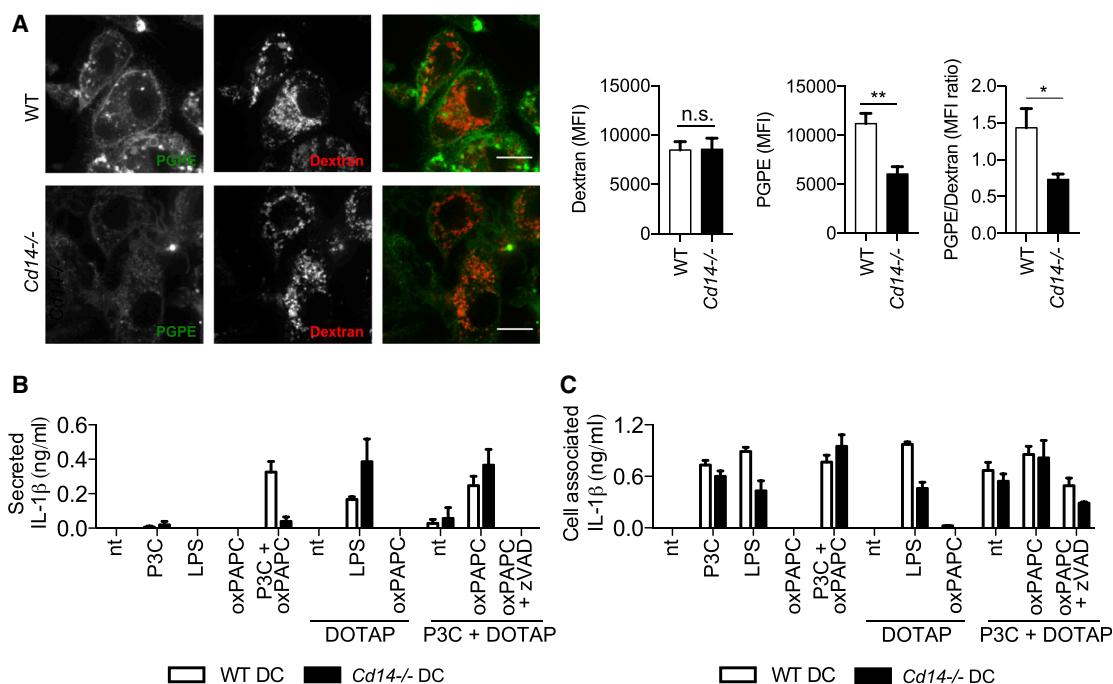 A
WT
PGPE
Dextran
Cd14-/-
Cd14-/-
PGPE
Dextran
Dextran (MFI)
15000
10000
5000
0
n.s.
WT
Cd14-/-
PGPE (MFI)
15000
10000
5000
0
**
WT
Cd14-/-
PGPE/Dextran (MFI ratio)
2.0
1.5
1.0
0.5
0.0
*
WT
Cd14-/-
B
Secreted
IL-1β (ng/ml)
0.6
0.4
0.2
0.0
nt
P3C
LPS
oxPAPC
P3C +
oxPAPC
nt
LPS
oxPAPC
nt
oxPAPC
oxPAPC
+ zVAD
DOTAP
P3C + DOTAP
WT DC
Cd14-/- DC
C
Cell associated
IL-1β (ng/ml)
1.2
0.6
0.0
nt
P3C
LPS
oxPAPC
P3C +
oxPAPC
nt
LPS
oxPAPC
nt
oxPAPC
oxPAPC
+ zVAD
DOTAP
P3C + DOTAP
WT DC
Cd14-/- DC